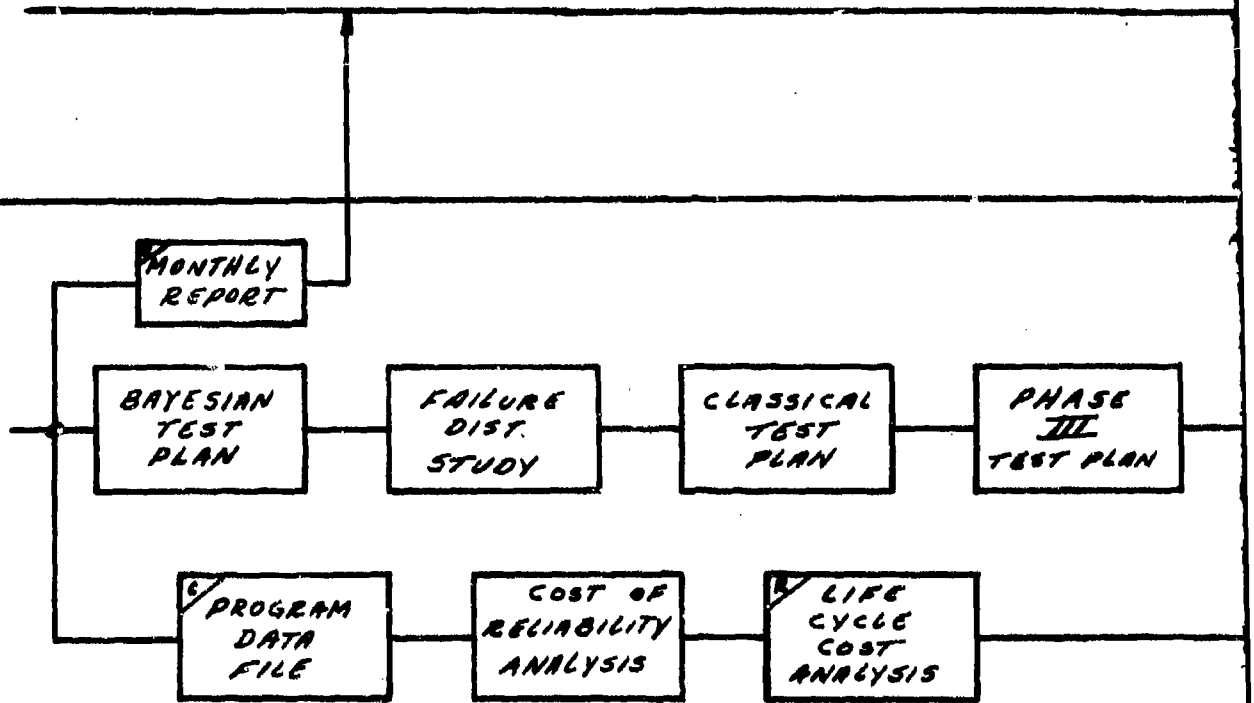 MONTHLY
REPORT
BAYESIAN
TEST
PLAN
FAILURE
DIST.
STUDY
CLASSICAL
TEST
PLAN
PHASE
III
TEST PLAN
PROGRAM
DATA
FILE
COST OF
RELIABILITY
ANALYSIS
LIFE
CYCLE
COST
ANALYSIS